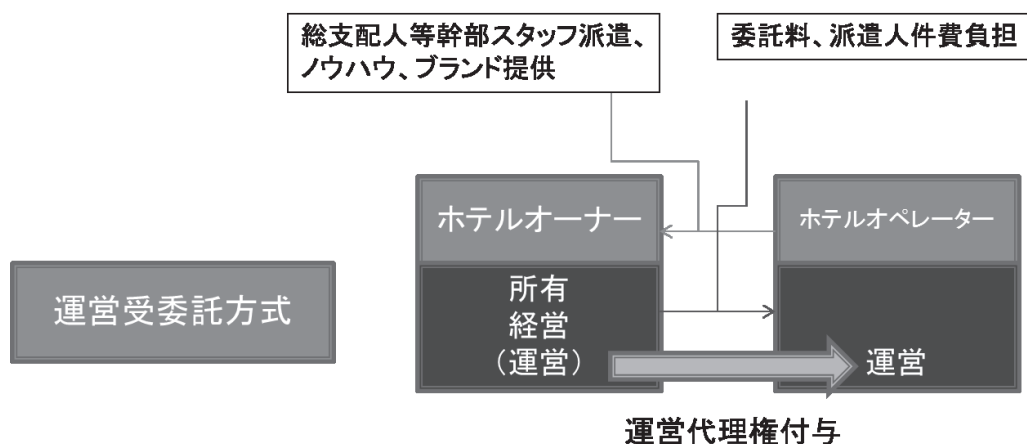 総支配人等幹部スタッフ派遣、
ノウハウ、ブランド提供
委託料、派遣人件費負担
ホテルオーナー
ホテルオペレーター
運営受委託方式
所有
経営
（運営）
運営
運営代理権付与